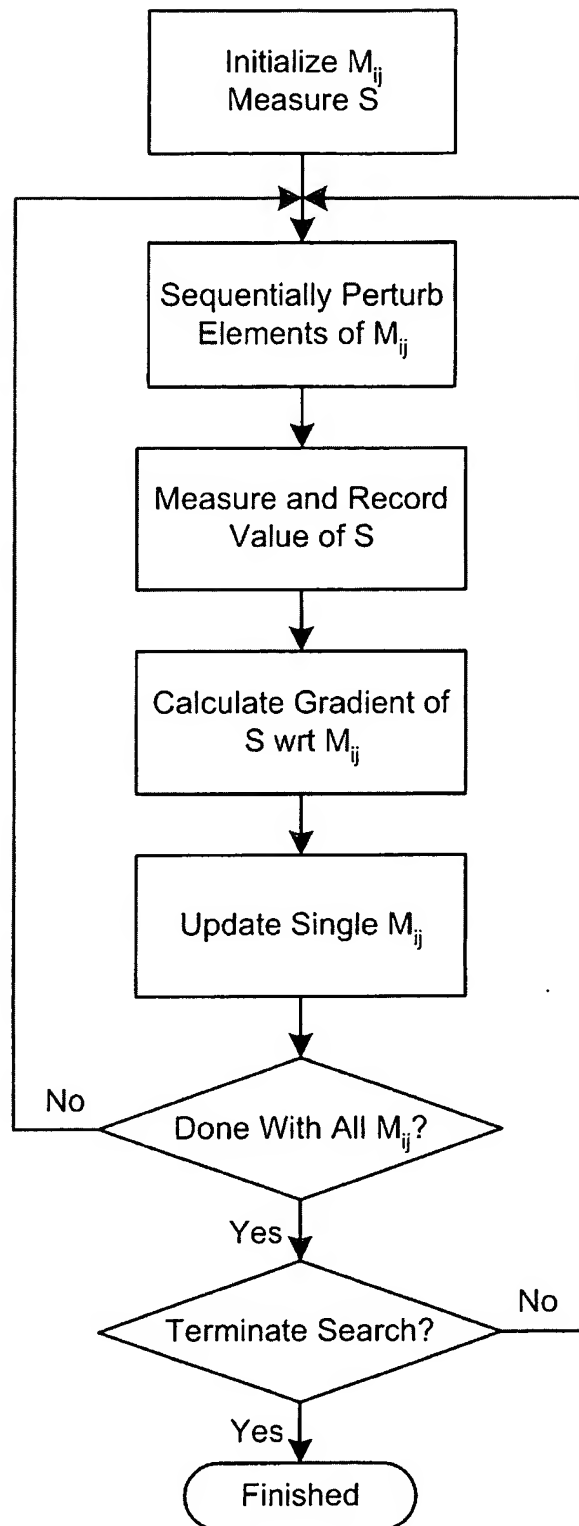 Initialize M_ij
Measure S
Sequentially Perturb
Elements of M_ij
Measure and Record
Value of S
Calculate Gradient of
S wrt M_ij
Update Single M_ij
No
Done With All M_ij?
Yes
Terminate Search?
No
Yes
Finished